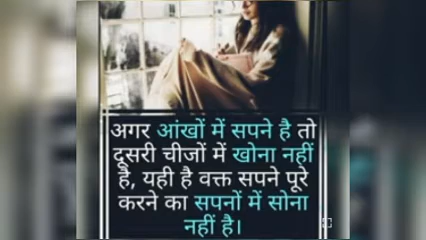 अगर आंखों में सपने है तो
दूसरी चीजों में खोना नहीं
है, यही है वक्त सपने पूरे
करने का सपनों में सोना
नहीं है।